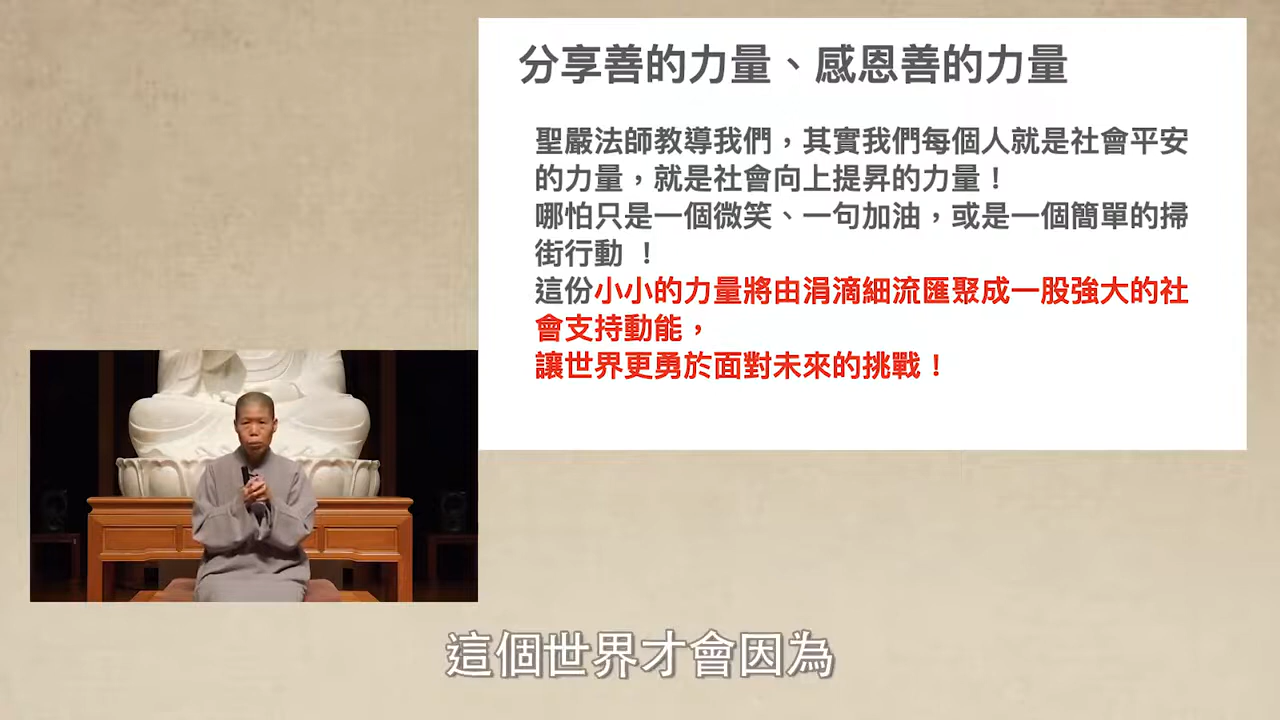 分享善的力量、感恩善的力量
聖嚴法師教導我們，其實我們每個人就是社會平安
的力量，就是社會向上提昇的力量！
哪怕只是一個微笑、一句加油，或是一個簡單的掃
街行動 ！
這份小小的力量將由涓滴細流匯聚成一股強大的社
會支持動能，
讓世界更勇於面對未來的挑戰！
這個世界才會因為